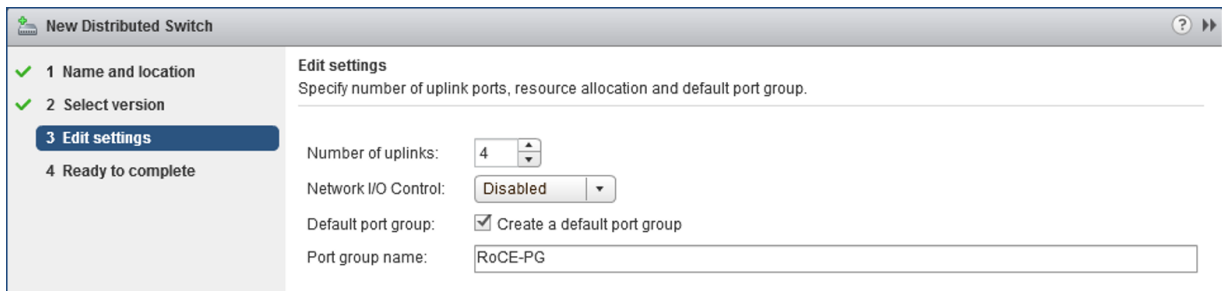 New Distributed Switch
?
1 Name and location
2 Select version
3 Edit settings
4 Ready to complete
Edit settings
Specify number of uplink ports, resource allocation and default port group.
Number of uplinks: 4
Network I/O Control: Disabled
Default port group: Create a default port group
Port group name: RoCE-PG